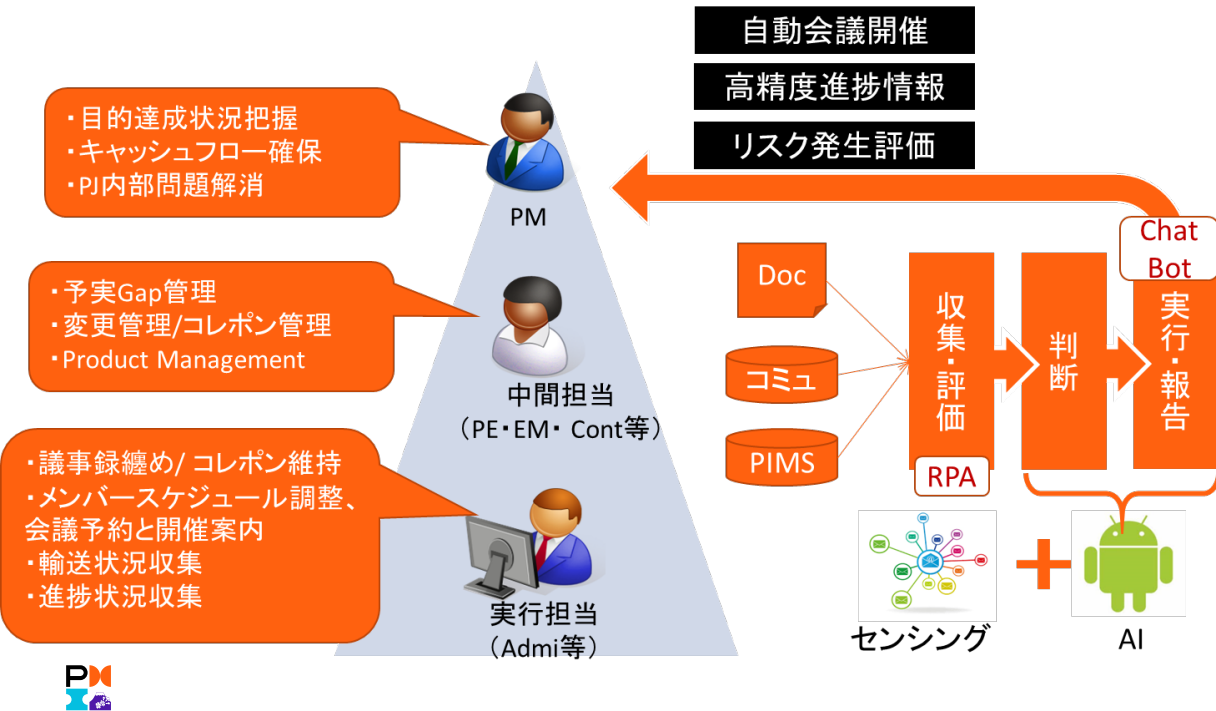 自動会議開催
高精度進捗情報
リスク発生評価
・目的達成状況把握
・キャッシュフロー確保
・PJ内部問題解消
PM
・予実Gap管理
・変更管理/コレポン管理
・Product Management
中間担当
（PE・EM・ Cont等）
・議事録纏め/ コレポン維持
・メンバースケジュール調整、
会議予約と開催案内
・輸送状況収集
・進捗状況収集
実行担当
（Admi等）
Doc
コミュ
PIMS
収集・評価
RPA
判断
Chat
Bot
実行・報告
センシング
AI